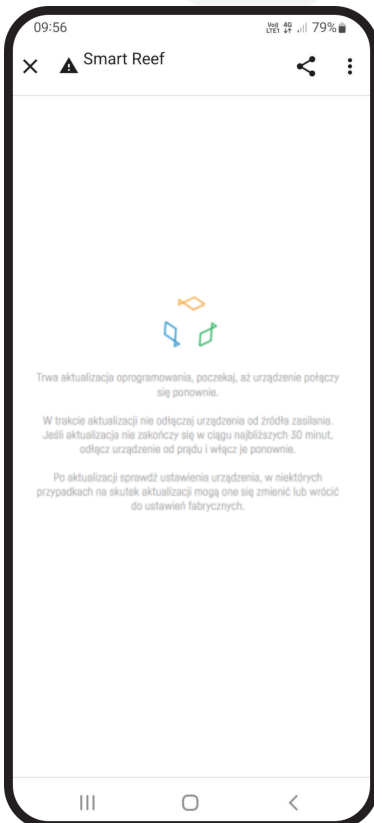 09:56
Vo)) 4G 79%
LTE1
Smart Reef
Trwa aktualizacja oprogramowania, poczekaj, aż urządzenie połączy
się ponownie.
W trakcie aktualizacji nie odłączaj urządzenia od źródła zasilania.
Jeśli aktualizacja nie zakończy się w ciągu najbliższych 30 minut,
odłącz urządzenie od prądu i włącz je ponownie.
Po aktualizacji sprawdź ustawienia urządzenia, w niektórych
przypadkach na skutek aktualizacji mogą one się zmienić lub wrócić
do ustawień fabrycznych.